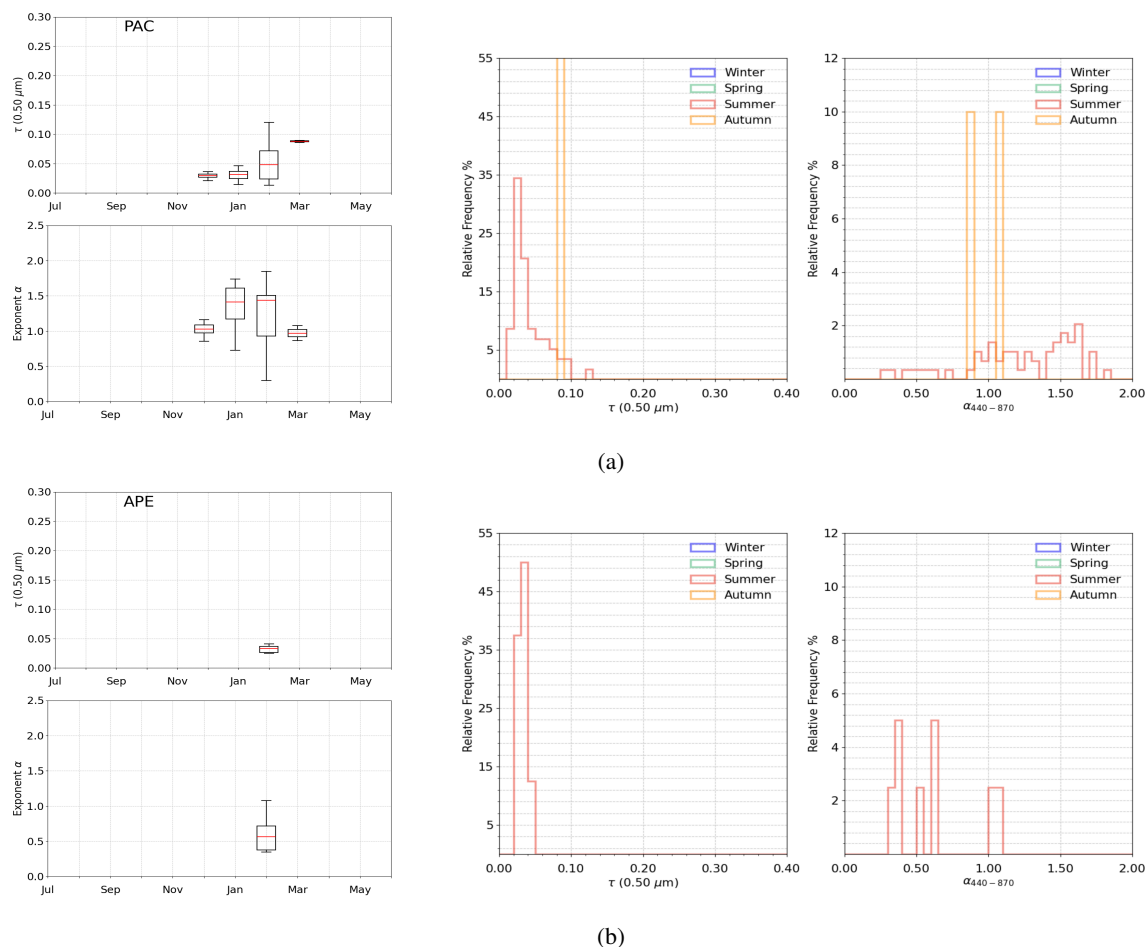 PAC
0.30
0.25
0.20
0.15
0.10
0.05
0.00
τ (0.50 μm)
Jul Sep Nov Jan Mar May
2.5
2.0
1.5
1.0
0.5
0.0
Exponent α
Jul Sep Nov Jan Mar May
55
45
35
25
15
5
Relative Frequency %
Winter
Spring
Summer
Autumn
0.00 0.10 0.20 0.30 0.40
τ (0.50 μm)
12
10
8
6
4
2
Relative Frequency %
Winter
Spring
Summer
Autumn
0.00 0.50 1.00 1.50 2.00
α440−870
(a)
APE
0.30
0.25
0.20
0.15
0.10
0.05
0.00
τ (0.50 μm)
Jul Sep Nov Jan Mar May
2.5
2.0
1.5
1.0
0.5
0.0
Exponent α
Jul Sep Nov Jan Mar May
55
45
35
25
15
5
Relative Frequency %
Winter
Spring
Summer
Autumn
0.00 0.10 0.20 0.30 0.40
τ (0.50 μm)
12
10
8
6
4
2
Relative Frequency %
Winter
Spring
Summer
Autumn
0.00 0.50 1.00 1.50 2.00
α440−870
(b)